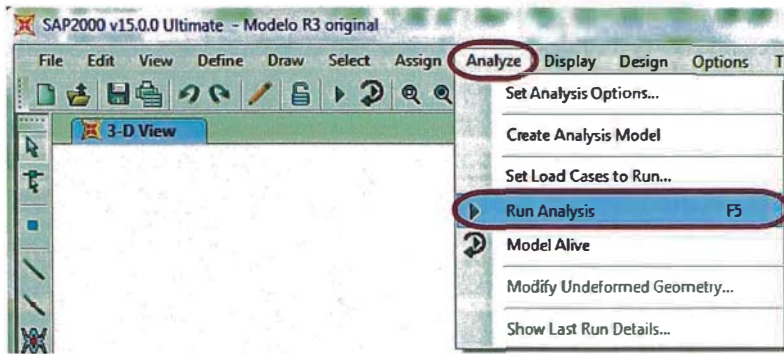 SAP2000 v15.0.0 Ultimate - Modelo R3 original
File Edit View Define Draw Select Assign Analyze Display Design Options T
3-D View
Set Analysis Options...
Create Analysis Model
Set Load Cases to Run...
Run Analysis F5
Model Alive
Modify Undeformed Geometry...
Show Last Run Details...